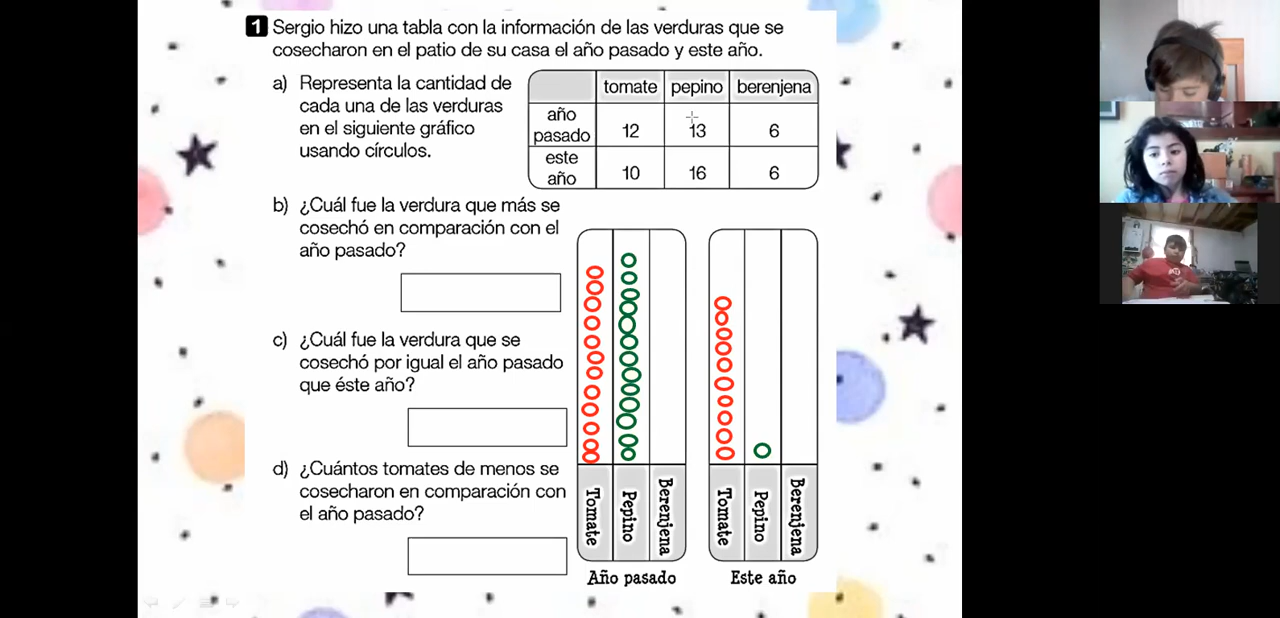 1 Sergio hizo una tabla con la información de las verduras que se
cosecharon en el patio de su casa el año pasado y este año.
a) Representa la cantidad de
cada una de las verduras
en el siguiente gráfico
usando círculos.
tomate pepino berenjena
año
pasado 12 13 6
este
año 10 16 6
b) ¿Cuál fue la verdura que más se
cosechó en comparación con el
año pasado?
c) ¿Cuál fue la verdura que se
cosechó por igual el año pasado
que éste año?
d) ¿Cuántos tomates de menos se
cosecharon en comparación con
el año pasado?
Tomate
Pepino
Berenjena
Año pasado
Tomate
Pepino
Berenjena
Este año